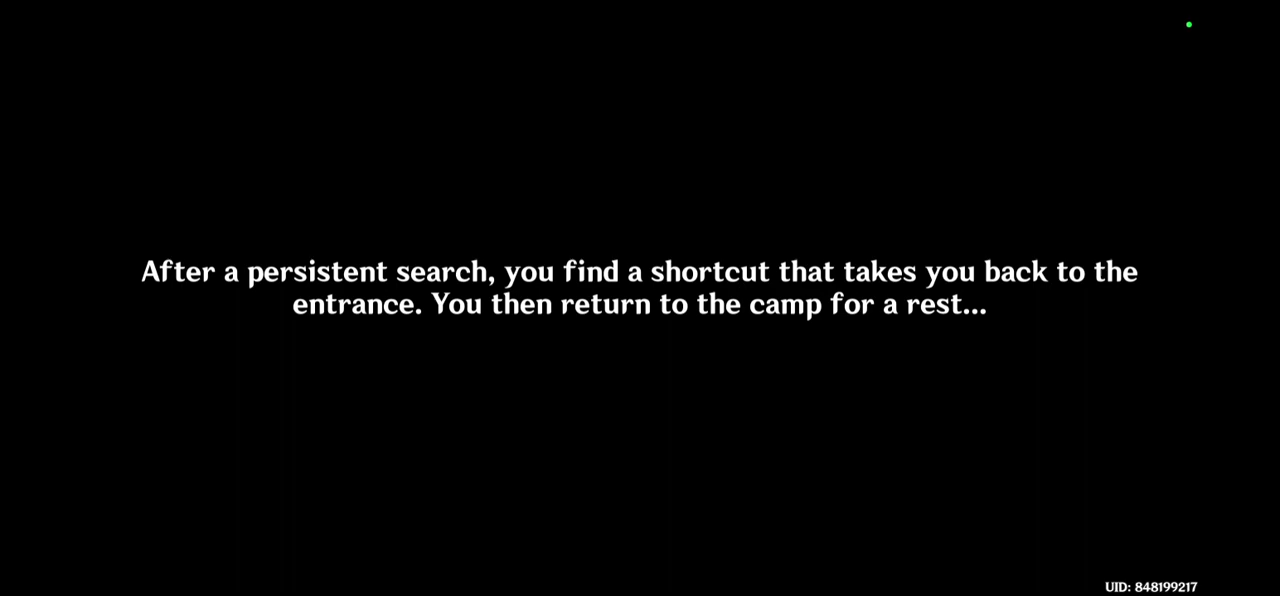 After a persistent search, you find a shortcut that takes you back to the
entrance. You then return to the camp for a rest...
UID: 848199217